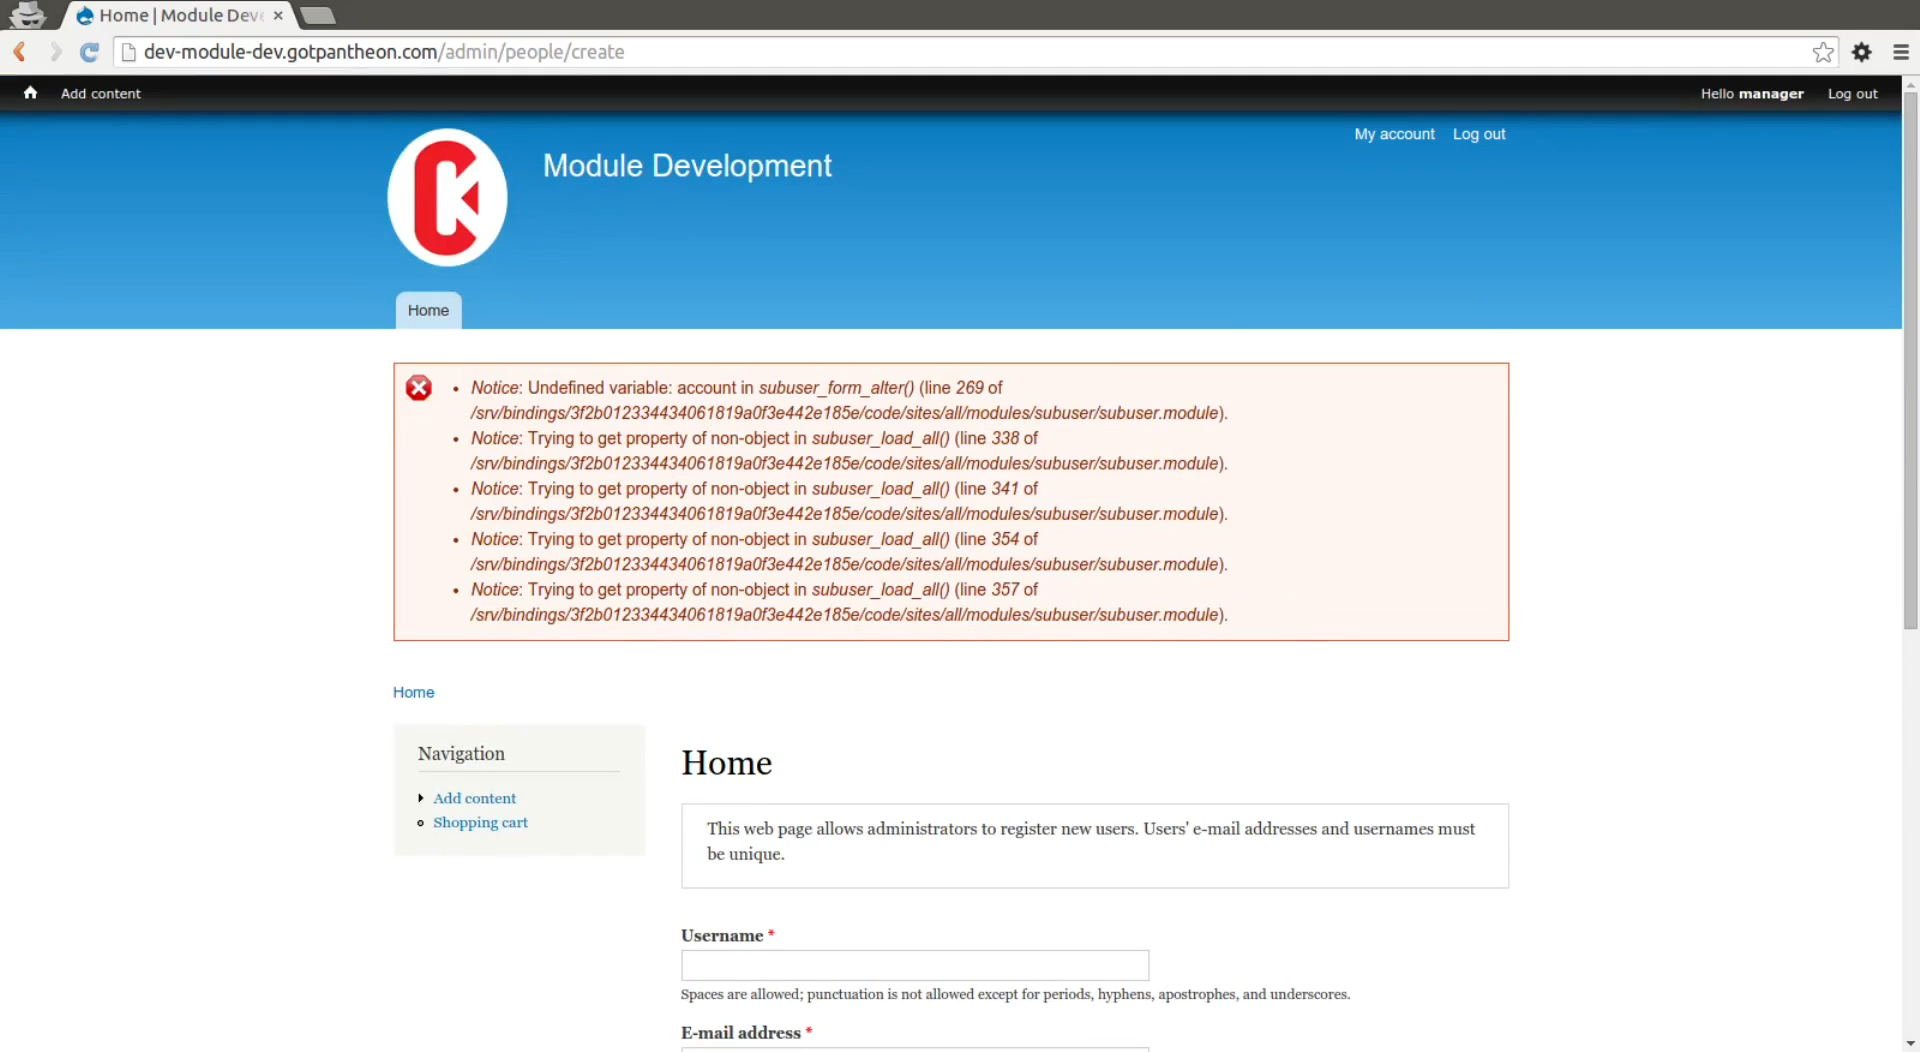 Home | Module Deve
dev-module-dev.gotpantheon.com/admin/people/create
Add content
Hello manager
Log out
My account
Log out
Module Development
Home
Notice: Undefined variable: account in subuser_form_alter() (line 269 of
/srv/bindings/3f2b012334434061819a0f3e442e185e/code/sites/all/modules/subuser/subuser.module).
Notice: Trying to get property of non-object in subuser_load_all() (line 338 of
/srv/bindings/3f2b012334434061819a0f3e442e185e/code/sites/all/modules/subuser/subuser.module).
Notice: Trying to get property of non-object in subuser_load_all() (line 341 of
/srv/bindings/3f2b012334434061819a0f3e442e185e/code/sites/all/modules/subuser/subuser.module).
Notice: Trying to get property of non-object in subuser_load_all() (line 354 of
/srv/bindings/3f2b012334434061819a0f3e442e185e/code/sites/all/modules/subuser/subuser.module).
Notice: Trying to get property of non-object in subuser_load_all() (line 357 of
/srv/bindings/3f2b012334434061819a0f3e442e185e/code/sites/all/modules/subuser/subuser.module).
Home
Navigation
Add content
Shopping cart
Home
This web page allows administrators to register new users. Users' e-mail addresses and usernames must
be unique.
Username *
Spaces are allowed; punctuation is not allowed except for periods, hyphens, apostrophes, and underscores.
E-mail address *